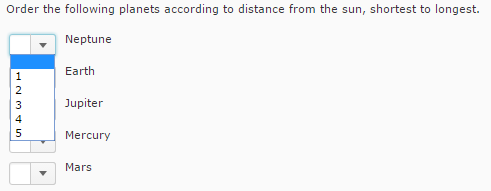 Order the following planets according to distance from the sun, shortest to longest.
Neptune
1
2
3
4
5
Earth
Jupiter
Mercury
Mars